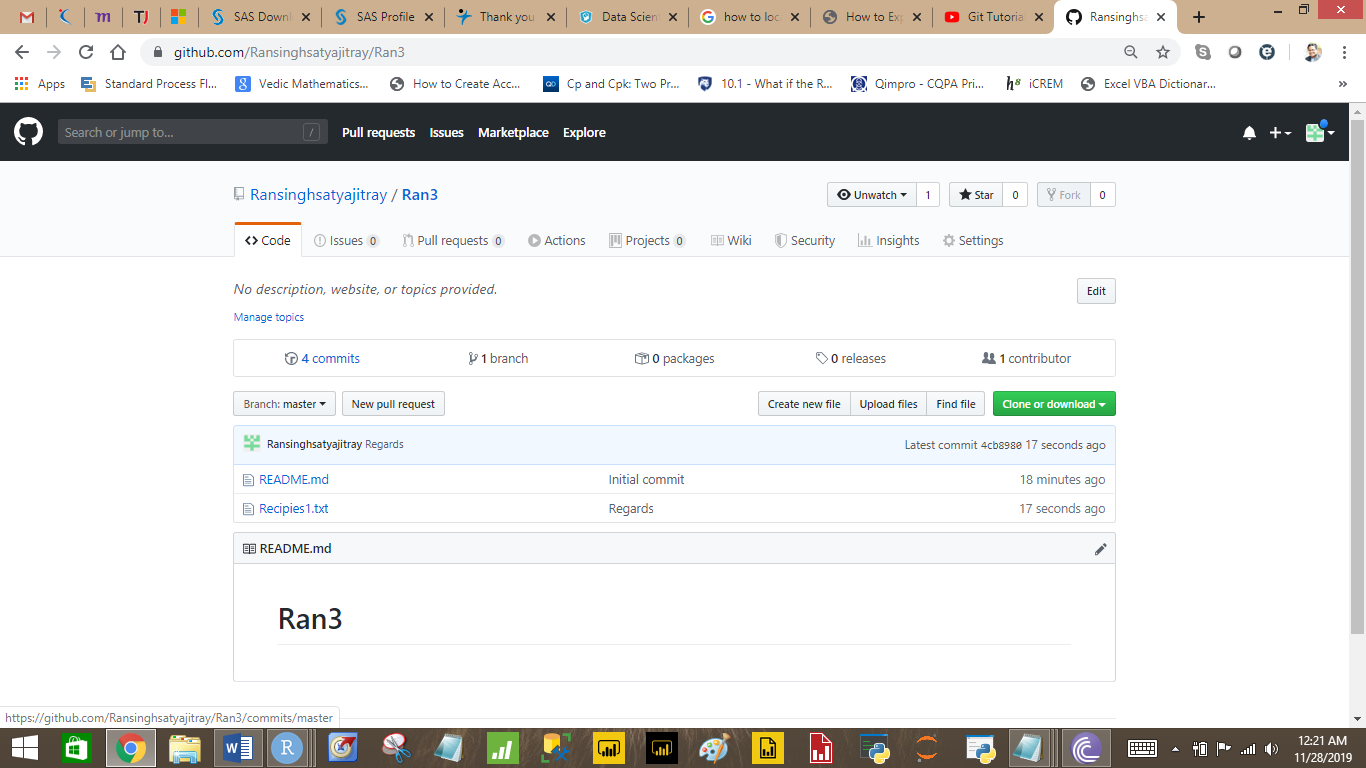 SAS Downl
SAS Profile
Thank you
Data Scien
how to loc
How to Exp
Git Tutoria
Ransinghsa
github.com/Ransinghsatyajitray/Ran3
Apps
Standard Process Fl...
Vedic Mathematics...
How to Create Acc...
Cp and Cpk: Two Pr...
10.1 - What if the R...
Qimpro - CQPA Pri...
iCREM
Excel VBA Dictionar...
»
Search or jump to...
/
Pull requests
Issues
Marketplace
Explore
Ransinghsatyajitray / Ran3
Unwatch 1
Star 0
Fork 0
Code
Issues 0
Pull requests 0
Actions
Projects 0
Wiki
Security
Insights
Settings
No description, website, or topics provided.
Edit
Manage topics
4 commits
1 branch
0 packages
0 releases
1 contributor
Branch: master
New pull request
Create new file
Upload files
Find file
Clone or download
Ransinghsatyajitray Regards
Latest commit 4cb8980 17 seconds ago
README.md
Initial commit
18 minutes ago
Recipies1.txt
Regards
17 seconds ago
README.md
Ran3
https://github.com/Ransinghsatyajitray/Ran3/commits/master
12:21 AM
11/28/2019